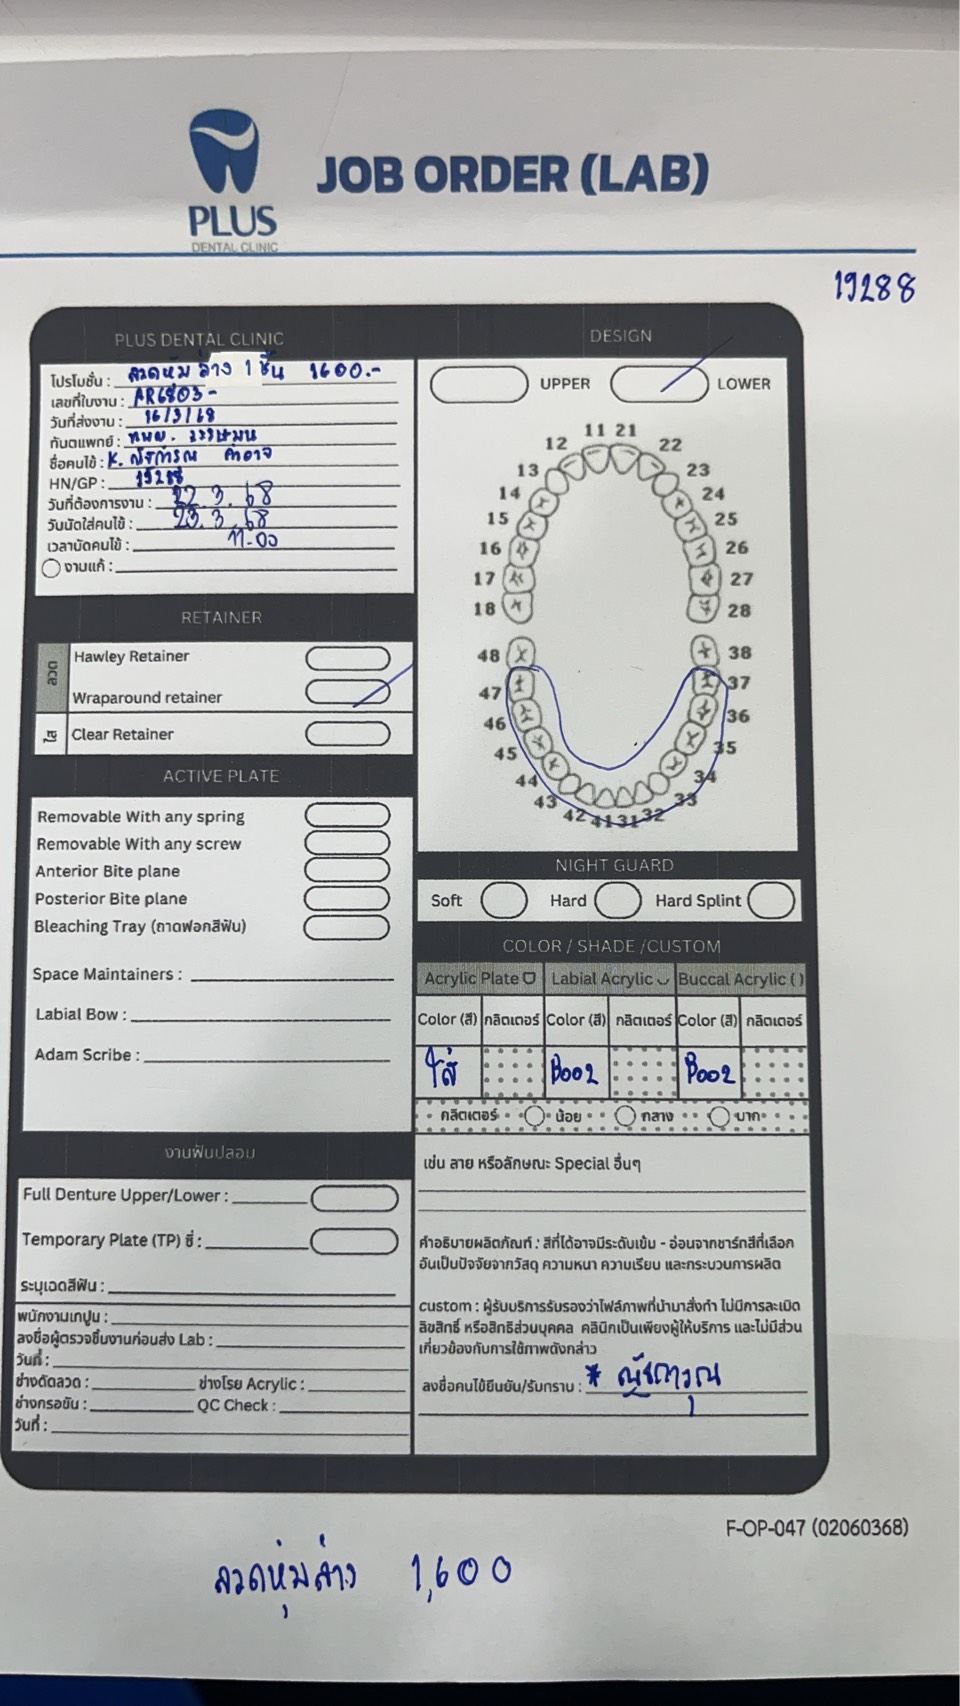 PLUS
DENTAL CLINIC
JOB ORDER (LAB)
19288
PLUS DENTAL CLINIC
โปรโมชั่น : ลวดหุ้ม ล่าง 1 ชิ้น 1600.-
เลขที่ใบงาน : AR6803-
วันที่ส่งงาน : 16/3/68
ทันตแพทย์ : ทพญ.
ชื่อคนไข้ : K.
HN/GP : 19288
วันที่ต้องการงาน : 22.3.68
วันนัดใส่คนไข้ : 23.3.68
เวลานัดคนไข้ : 11.00
งานแก้ :
DESIGN
UPPER
LOWER
11 21
12 22
13 23
14 24
15 25
16 26
17 27
18 28
48 38
47 37
46 36
45 35
44 34
43 33
42 41 31 32
RETAINER
ลวด
Hawley Retainer
Wraparound retainer
ใส
Clear Retainer
ACTIVE PLATE
Removable With any spring
Removable With any screw
Anterior Bite plane
Posterior Bite plane
Bleaching Tray (ถาดฟอกสีฟัน)
Space Maintainers :
Labial Bow :
Adam Scribe :
NIGHT GUARD
Soft Hard Hard Splint
COLOR / SHADE /CUSTOM
Acrylic Plate Labial Acrylic Buccal Acrylic ( )
Color (สี) กลิตเตอร์ Color (สี) กลิตเตอร์ Color (สี) กลิตเตอร์
ใส B002 B002
กลิตเตอร์ น้อย กลาง มาก
เช่น ลาย หรือลักษณะ Special อื่นๆ
งานฟันปลอม
Full Denture Upper/Lower :
Temporary Plate (TP) ซี่ :
ระบุเฉดสีฟัน :
พนักงานเทปูน :
ลงชื่อผู้ตรวจชิ้นงานก่อนส่ง Lab :
วันที่ :
ช่างดัดลวด : ช่างโรย Acrylic :
ช่างกรอขัน : QC Check :
วันที่ :
คำอธิบายผลิตภัณฑ์ : สีที่ได้อาจมีระดับเข้ม - อ่อนจากชาร์ทสีที่เลือก
อันเป็นปัจจัยจากวัสดุ ความหนา ความเรียบ และกระบวนการผลิต
custom : ผู้รับบริการรับรองว่าไฟล์ภาพที่นำมาสั่งทำ ไม่มีการละเมิด
ลิขสิทธิ์ หรือสิทธิส่วนบุคคล คลินิกเป็นเพียงผู้ให้บริการ และไม่มีส่วน
เกี่ยวข้องกับการใช้ภาพดังกล่าว
ลงชื่อคนไข้ยืนยัน/รับทราบ : *
F-OP-047 (02060368)
ลวดหุ้มล่าง 1,600